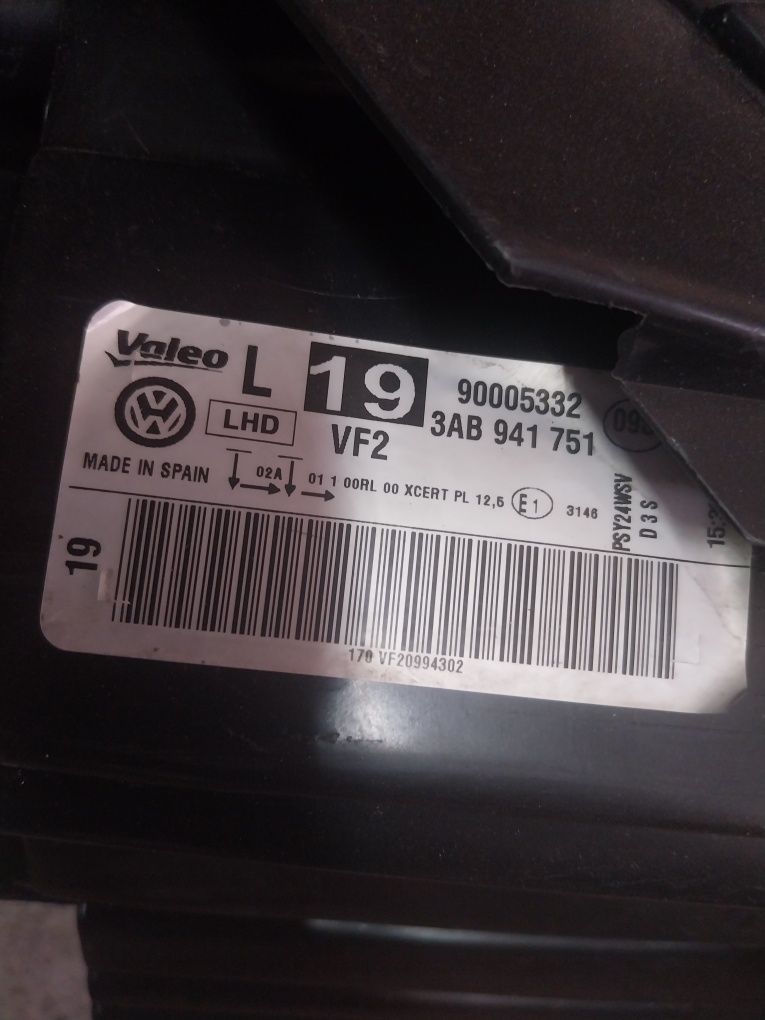 Valeo L 19 90005332
LHD VF2 3AB 941 751
MADE IN SPAIN 02A 01 1 00RL 00 XCERT PL 12,5 E1 3146
PSY24WSV
D3S
19
170 VF20994302